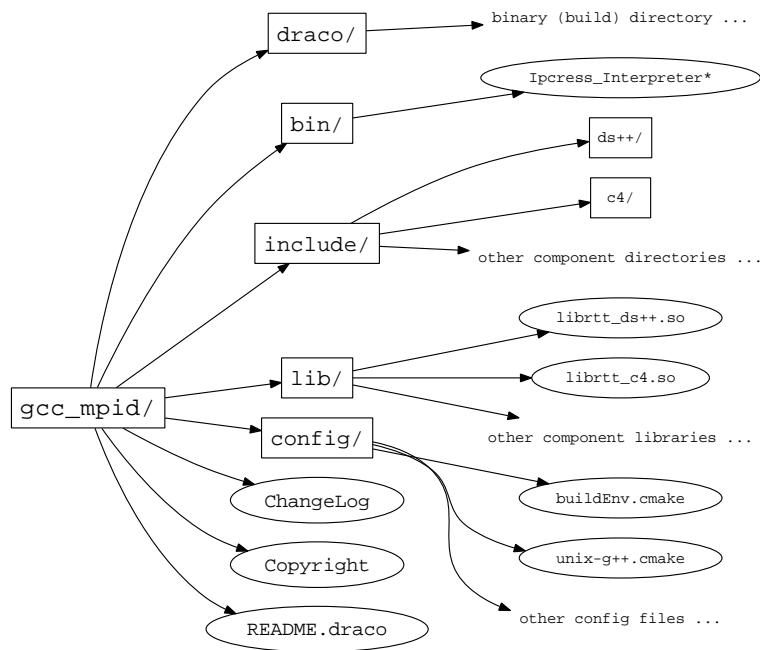 draco/
binary (build) directory ...
Ipcress_Interpreter*
bin/
ds++/
c4/
include/
other component directories ...
librtt_ds++.so
lib/
librtt_c4.so
gcc_mpid/
config/
other component libraries ...
ChangeLog
buildEnv.cmake
Copyright
unix-g++.cmake
README.draco
other config files ...